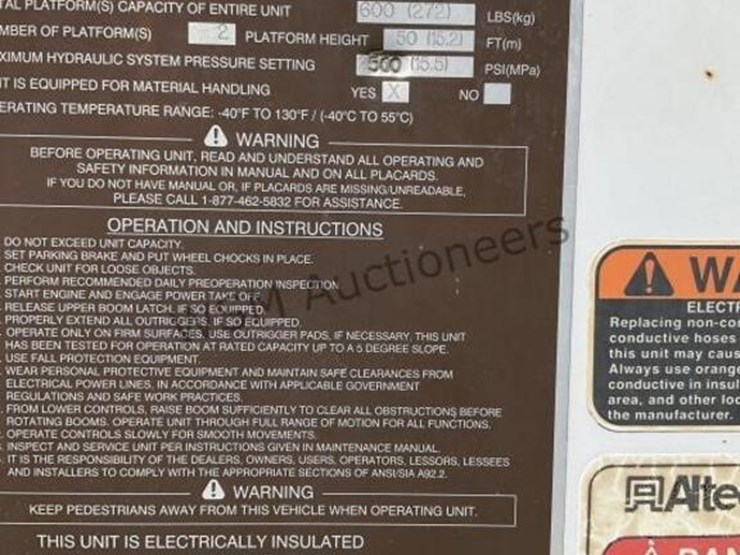 TAL PLATFORM(S) CAPACITY OF ENTIRE UNIT 600 (272) LBS(kg)
MBER OF PLATFORM(S) 2 PLATFORM HEIGHT 50 (15.2) FT(m)
XIMUM HYDRAULIC SYSTEM PRESSURE SETTING (15.5) PSI(MPa)
IT IS EQUIPPED FOR MATERIAL HANDLING YES X NO
ERATING TEMPERATURE RANGE: -40°F TO 130°F / (-40°C TO 55°C)
WARNING
BEFORE OPERATING UNIT, READ AND UNDERSTAND ALL OPERATING AND
SAFETY INFORMATION IN MANUAL AND ON ALL PLACARDS.
IF YOU DO NOT HAVE MANUAL OR, IF PLACARDS ARE MISSING/UNREADABLE,
PLEASE CALL 1-877-462-5832 FOR ASSISTANCE.
OPERATION AND INSTRUCTIONS
DO NOT EXCEED UNIT CAPACITY.
SET PARKING BRAKE AND PUT WHEEL CHOCKS IN PLACE.
CHECK UNIT FOR LOOSE OBJECTS.
PERFORM RECOMMENDED DAILY PREOPERATION INSPECTION
START ENGINE AND ENGAGE POWER TAKE OFF.
RELEASE UPPER BOOM LATCH, IF SO EQUIPPED.
PROPERLY EXTEND ALL OUTRIGGERS, IF SO EQUIPPED.
OPERATE ONLY ON FIRM SURFACES, USE OUTRIGGER PADS, IF NECESSARY. THIS UNIT
HAS BEEN TESTED FOR OPERATION AT RATED CAPACITY UP TO A 5 DEGREE SLOPE.
USE FALL PROTECTION EQUIPMENT.
WEAR PERSONAL PROTECTIVE EQUIPMENT AND MAINTAIN SAFE CLEARANCES FROM
ELECTRICAL POWER LINES, IN ACCORDANCE WITH APPLICABLE GOVERNMENT
REGULATIONS AND SAFE WORK PRACTICES.
FROM LOWER CONTROLS, RAISE BOOM SUFFICIENTLY TO CLEAR ALL OBSTRUCTIONS BEFORE
ROTATING BOOMS. OPERATE UNIT THROUGH FULL RANGE OF MOTION FOR ALL FUNCTIONS.
OPERATE CONTROLS SLOWLY FOR SMOOTH MOVEMENTS.
INSPECT AND SERVICE UNIT PER INSTRUCTIONS GIVEN IN MAINTENANCE MANUAL.
IT IS THE RESPONSIBILITY OF THE DEALERS, OWNERS, USERS, OPERATORS, LESSORS, LESSEES
AND INSTALLERS TO COMPLY WITH THE APPROPRIATE SECTIONS OF ANSI/SIA A92.2.
WARNING
KEEP PEDESTRIANS AWAY FROM THIS VEHICLE WHEN OPERATING UNIT.
THIS UNIT IS ELECTRICALLY INSULATED
Auctioneers
WA
ELECTR
Replacing non-con
conductive hoses
this unit may caus
Always use orange
conductive in insul
area, and other loc
the manufacturer.
Altec
DAN